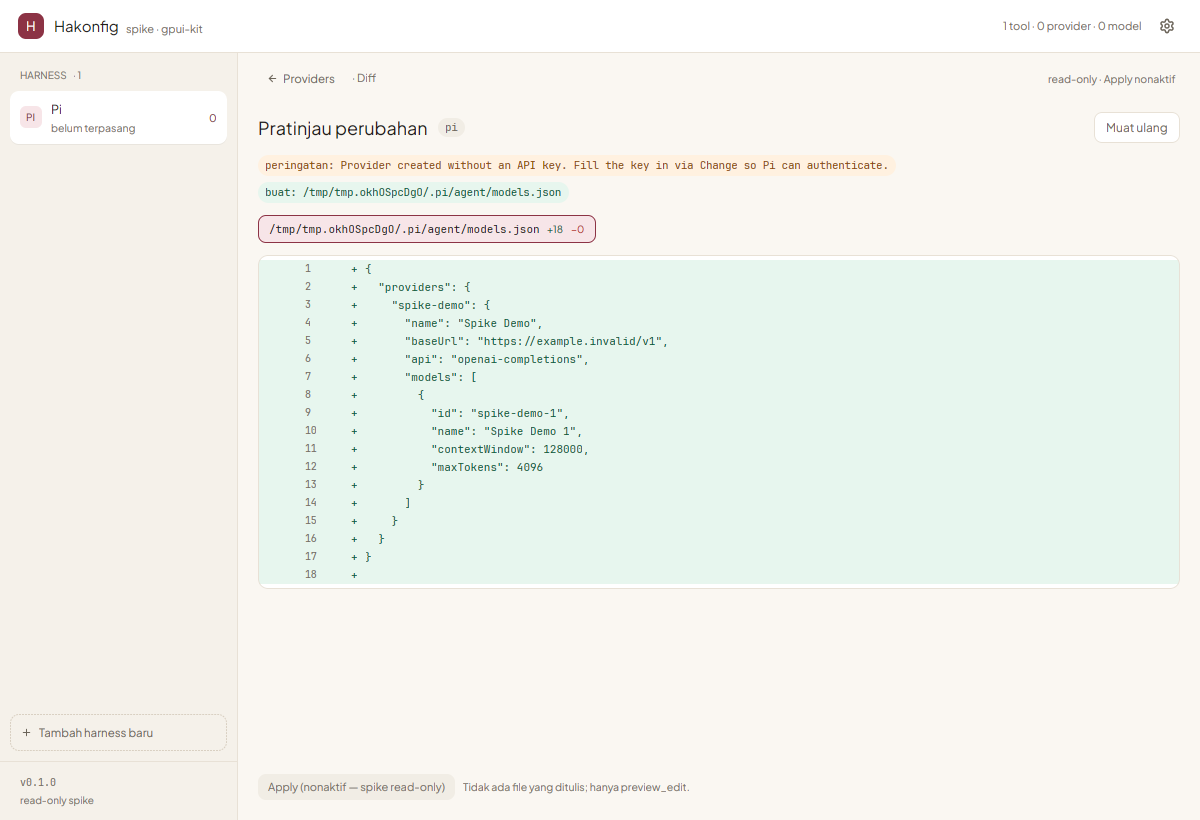 H Hakonfig spike · gpui-kit 1 tool · 0 provider · 0 model
HARNESS · 1
PI Pi 0
belum terpasang
+ Tambah harness baru
v0.1.0
read-only spike
← Providers · Diff read-only · Apply nonaktif
Pratinjau perubahan pi Muat ulang
peringatan: Provider created without an API key. Fill the key in via Change so Pi can authenticate.
buat: /tmp/tmp.okhOSpcDgO/.pi/agent/models.json
/tmp/tmp.okhOSpcDgO/.pi/agent/models.json +18 −0
1 + {
2 + "providers": {
3 + "spike-demo": {
4 + "name": "Spike Demo",
5 + "baseUrl": "https://example.invalid/v1",
6 + "api": "openai-completions",
7 + "models": [
8 + {
9 + "id": "spike-demo-1",
10 + "name": "Spike Demo 1",
11 + "contextWindow": 128000,
12 + "maxTokens": 4096
13 + }
14 + ]
15 + }
16 + }
17 + }
18 +
Apply (nonaktif — spike read-only) Tidak ada file yang ditulis; hanya preview_edit.